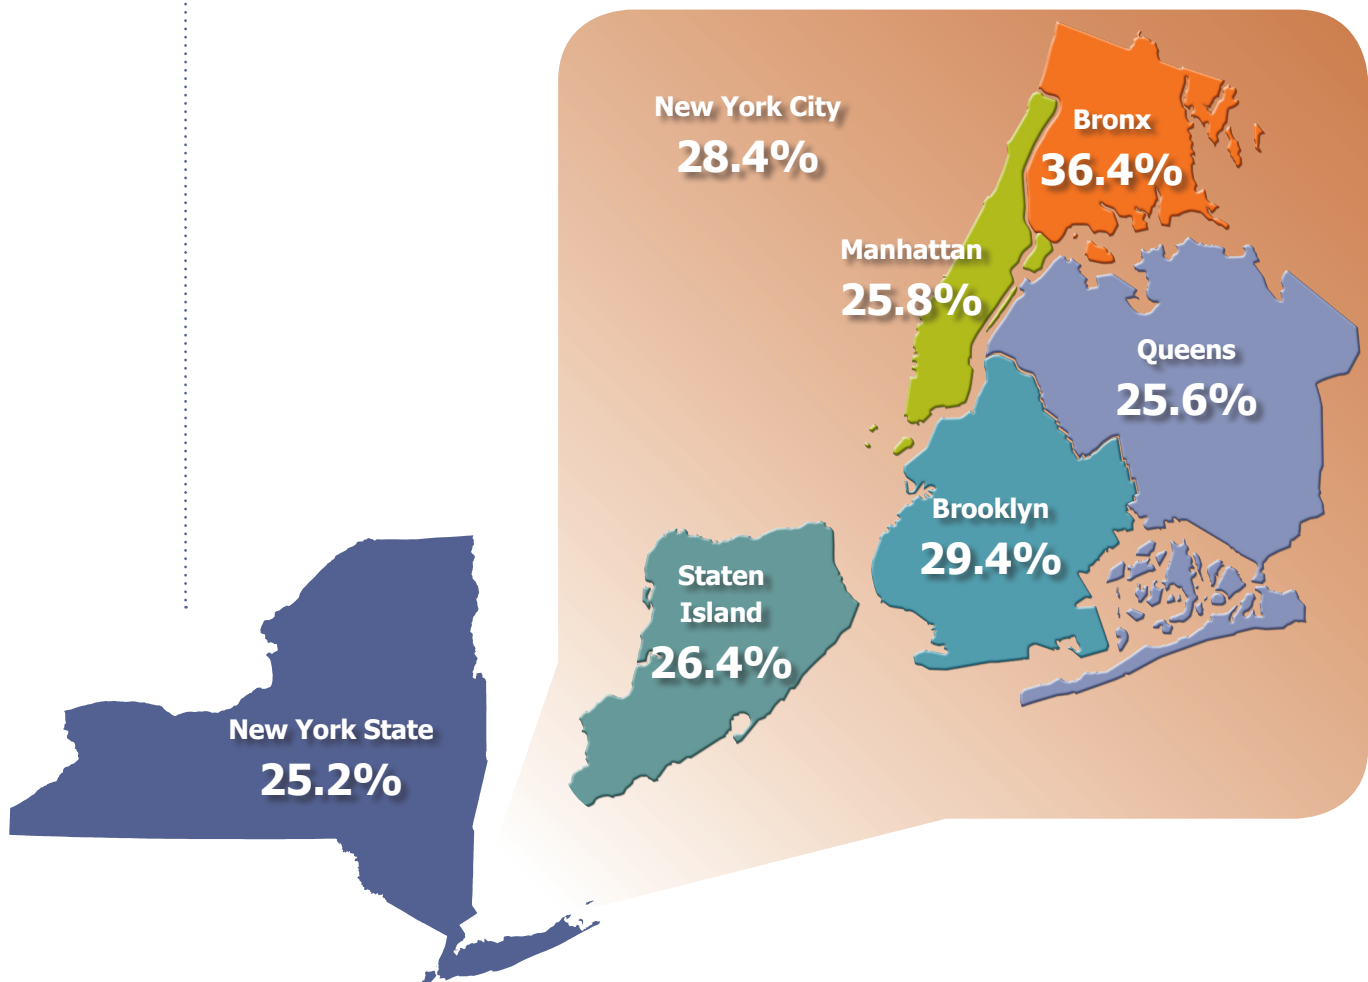 New York City
28.4%
Bronx
36.4%
Manhattan
25.8%
Queens
25.6%
Brooklyn
29.4%
Staten
Island
26.4%
New York State
25.2%